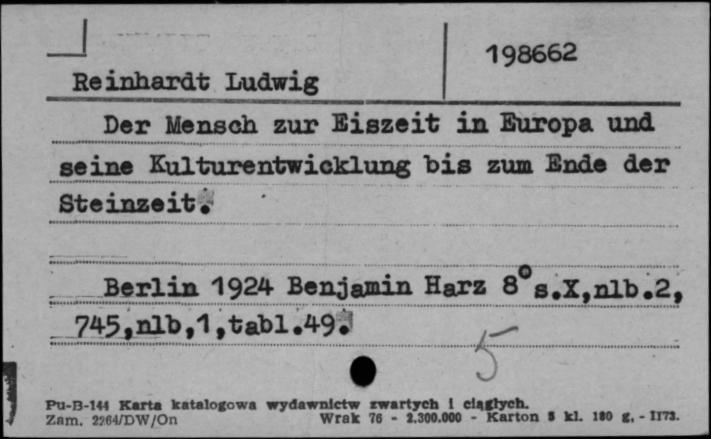 198662
Reinhardt Ludwig
Der Mensch zur Eiszeit in Europa und
seine Kulturentwicklung bis zum Ende der
Steinzeit.
Berlin 1924 Benjamin Harz 8° s.X,nlb.2,
745,nlb,1,tabl.49.
5
Pu-B-144 Karta katalogowa wydawnictw zwartych i ciągłych.
Zam. 2264/DW/On Wrak 76 - 2.300.000 - Karton 5 kl. 180 g. - II73.